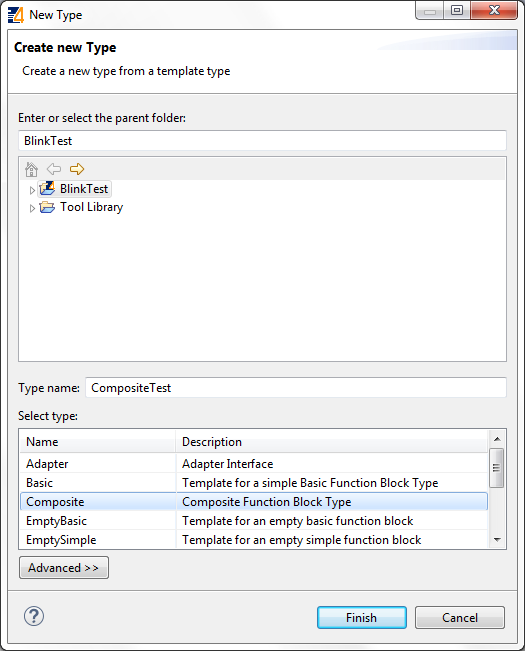 New Type
Create new Type
Create a new type from a template type
Enter or select the parent folder:
BlinkTest
BlinkTest
Tool Library
Type name: CompositeTest
Select type:
Name Description
Adapter Adapter Interface
Basic Template for a simple Basic Function Block Type
Composite Composite Function Block Type
EmptyBasic Template for an empty basic function block
EmptySimple Template for an empty simple function block
Advanced >>
? Finish Cancel